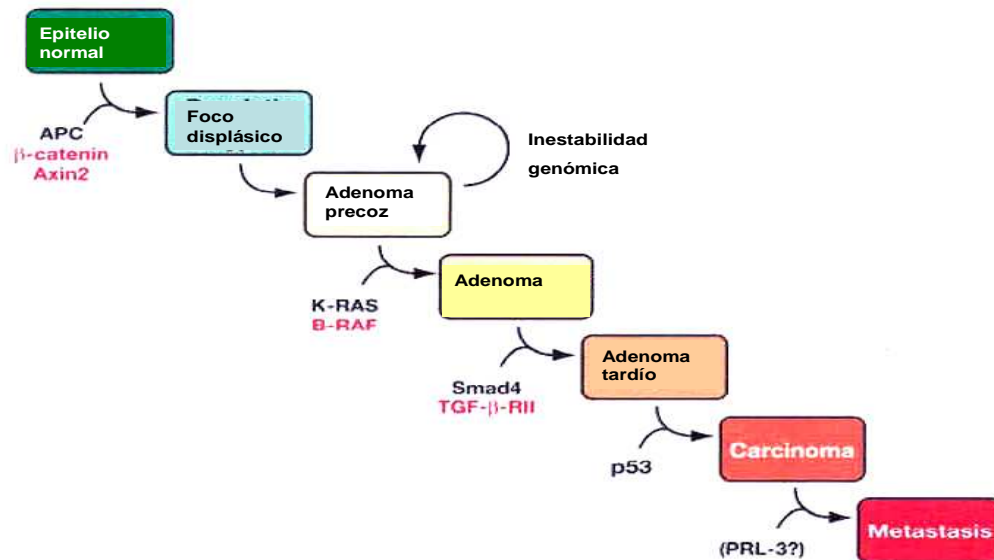 Epitelio
normal
APC
β-catenin
Axin2
Foco
displásico
Inestabilidad
genómica
Adenoma
precoz
K-RAS
B-RAF
Adenoma
Smad4
TGF-β-RII
Adenoma
tardío
p53
Carcinoma
(PRL-3?)
Metastasis